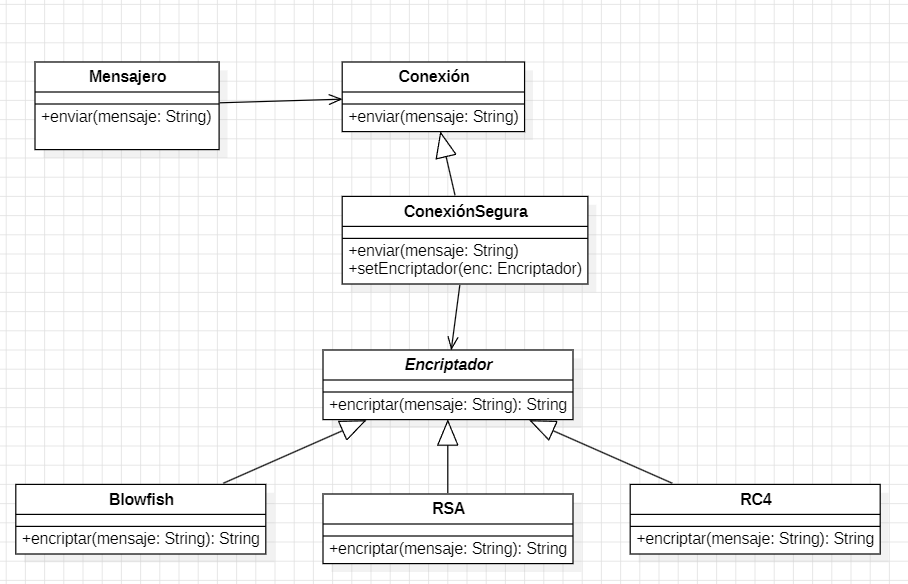 Mensajero
+enviar(mensaje: String)
Conexión
+enviar(mensaje: String)
ConexiónSegura
+enviar(mensaje: String)
+setEncriptador(enc: Encriptador)
Encriptador
+encriptar(mensaje: String): String
Blowfish
+encriptar(mensaje: String): String
RSA
+encriptar(mensaje: String): String
RC4
+encriptar(mensaje: String): String